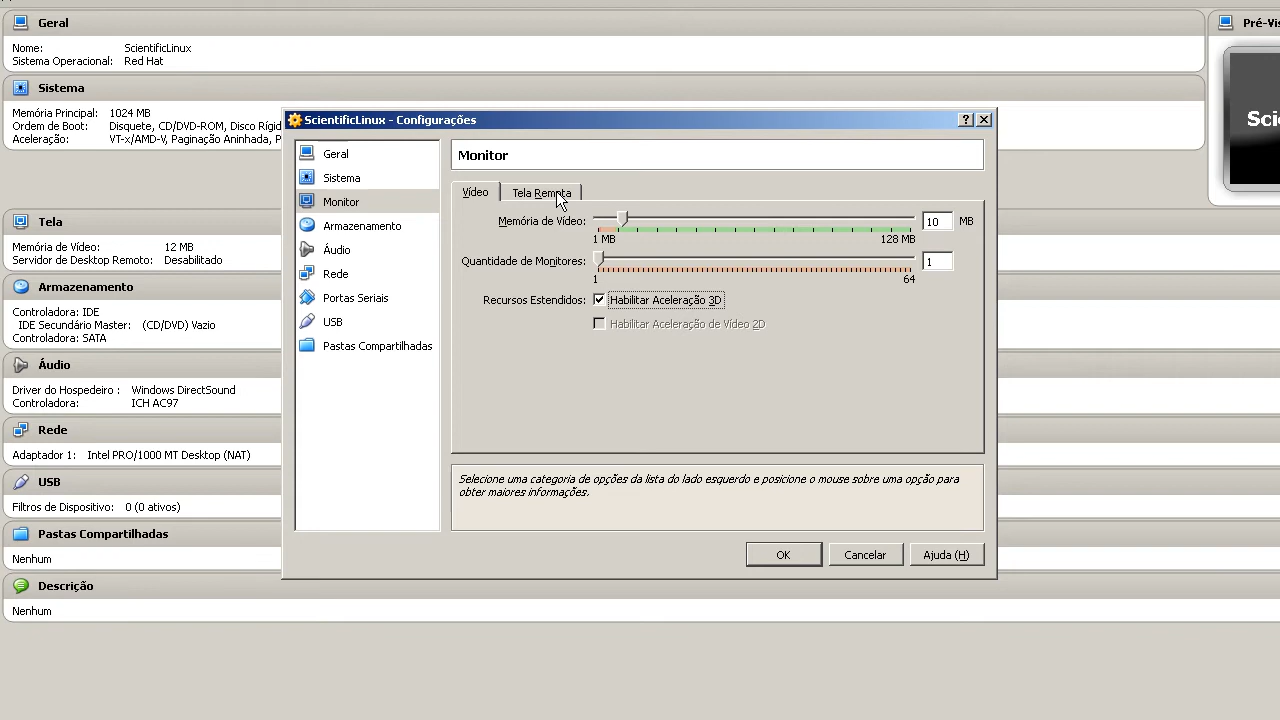 Geral
Nome: ScientificLinux
Sistema Operacional: Red Hat
Sistema
Memória Principal: 1024 MB
Ordem de Boot: Disquete, CD/DVD-ROM, Disco Rígid
Aceleração: VT-x/AMD-V, Paginação Aninhada, P
Tela
Memória de Vídeo: 12 MB
Servidor de Desktop Remoto: Desabilitado
Armazenamento
Controladora: IDE
IDE Secundário Master: (CD/DVD) Vazio
Controladora: SATA
Áudio
Driver do Hospedeiro : Windows DirectSound
Controladora: ICH AC97
Rede
Adaptador 1: Intel PRO/1000 MT Desktop (NAT)
USB
Filtros de Dispositivo: 0 (0 ativos)
Pastas Compartilhadas
Nenhum
Descrição
Nenhum
Pré-Vis
Sci
ScientificLinux - Configurações
Geral
Sistema
Monitor
Armazenamento
Áudio
Rede
Portas Seriais
USB
Pastas Compartilhadas
Monitor
Vídeo Tela Remota
Memória de Vídeo: 10 MB
1 MB 128 MB
Quantidade de Monitores: 1
1 64
Recursos Estendidos: Habilitar Aceleração 3D
Habilitar Aceleração de Vídeo 2D
Selecione uma categoria de opções da lista do lado esquerdo e posicione o mouse sobre uma opção para
obter maiores informações.
OK Cancelar Ajuda (H)